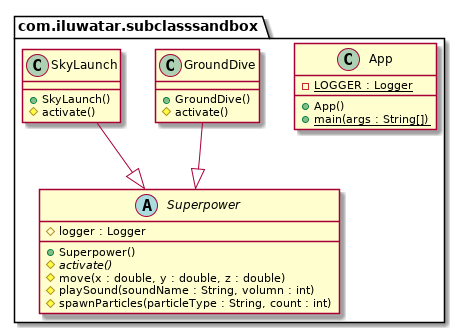 com.iluwatar.subclasssandbox
C SkyLaunch
SkyLaunch()
activate()
C GroundDive
GroundDive()
activate()
C App
LOGGER : Logger
App()
main(args : String[])
A Superpower
logger : Logger
Superpower()
activate()
move(x : double, y : double, z : double)
playSound(soundName : String, volumn : int)
spawnParticles(particleType : String, count : int)